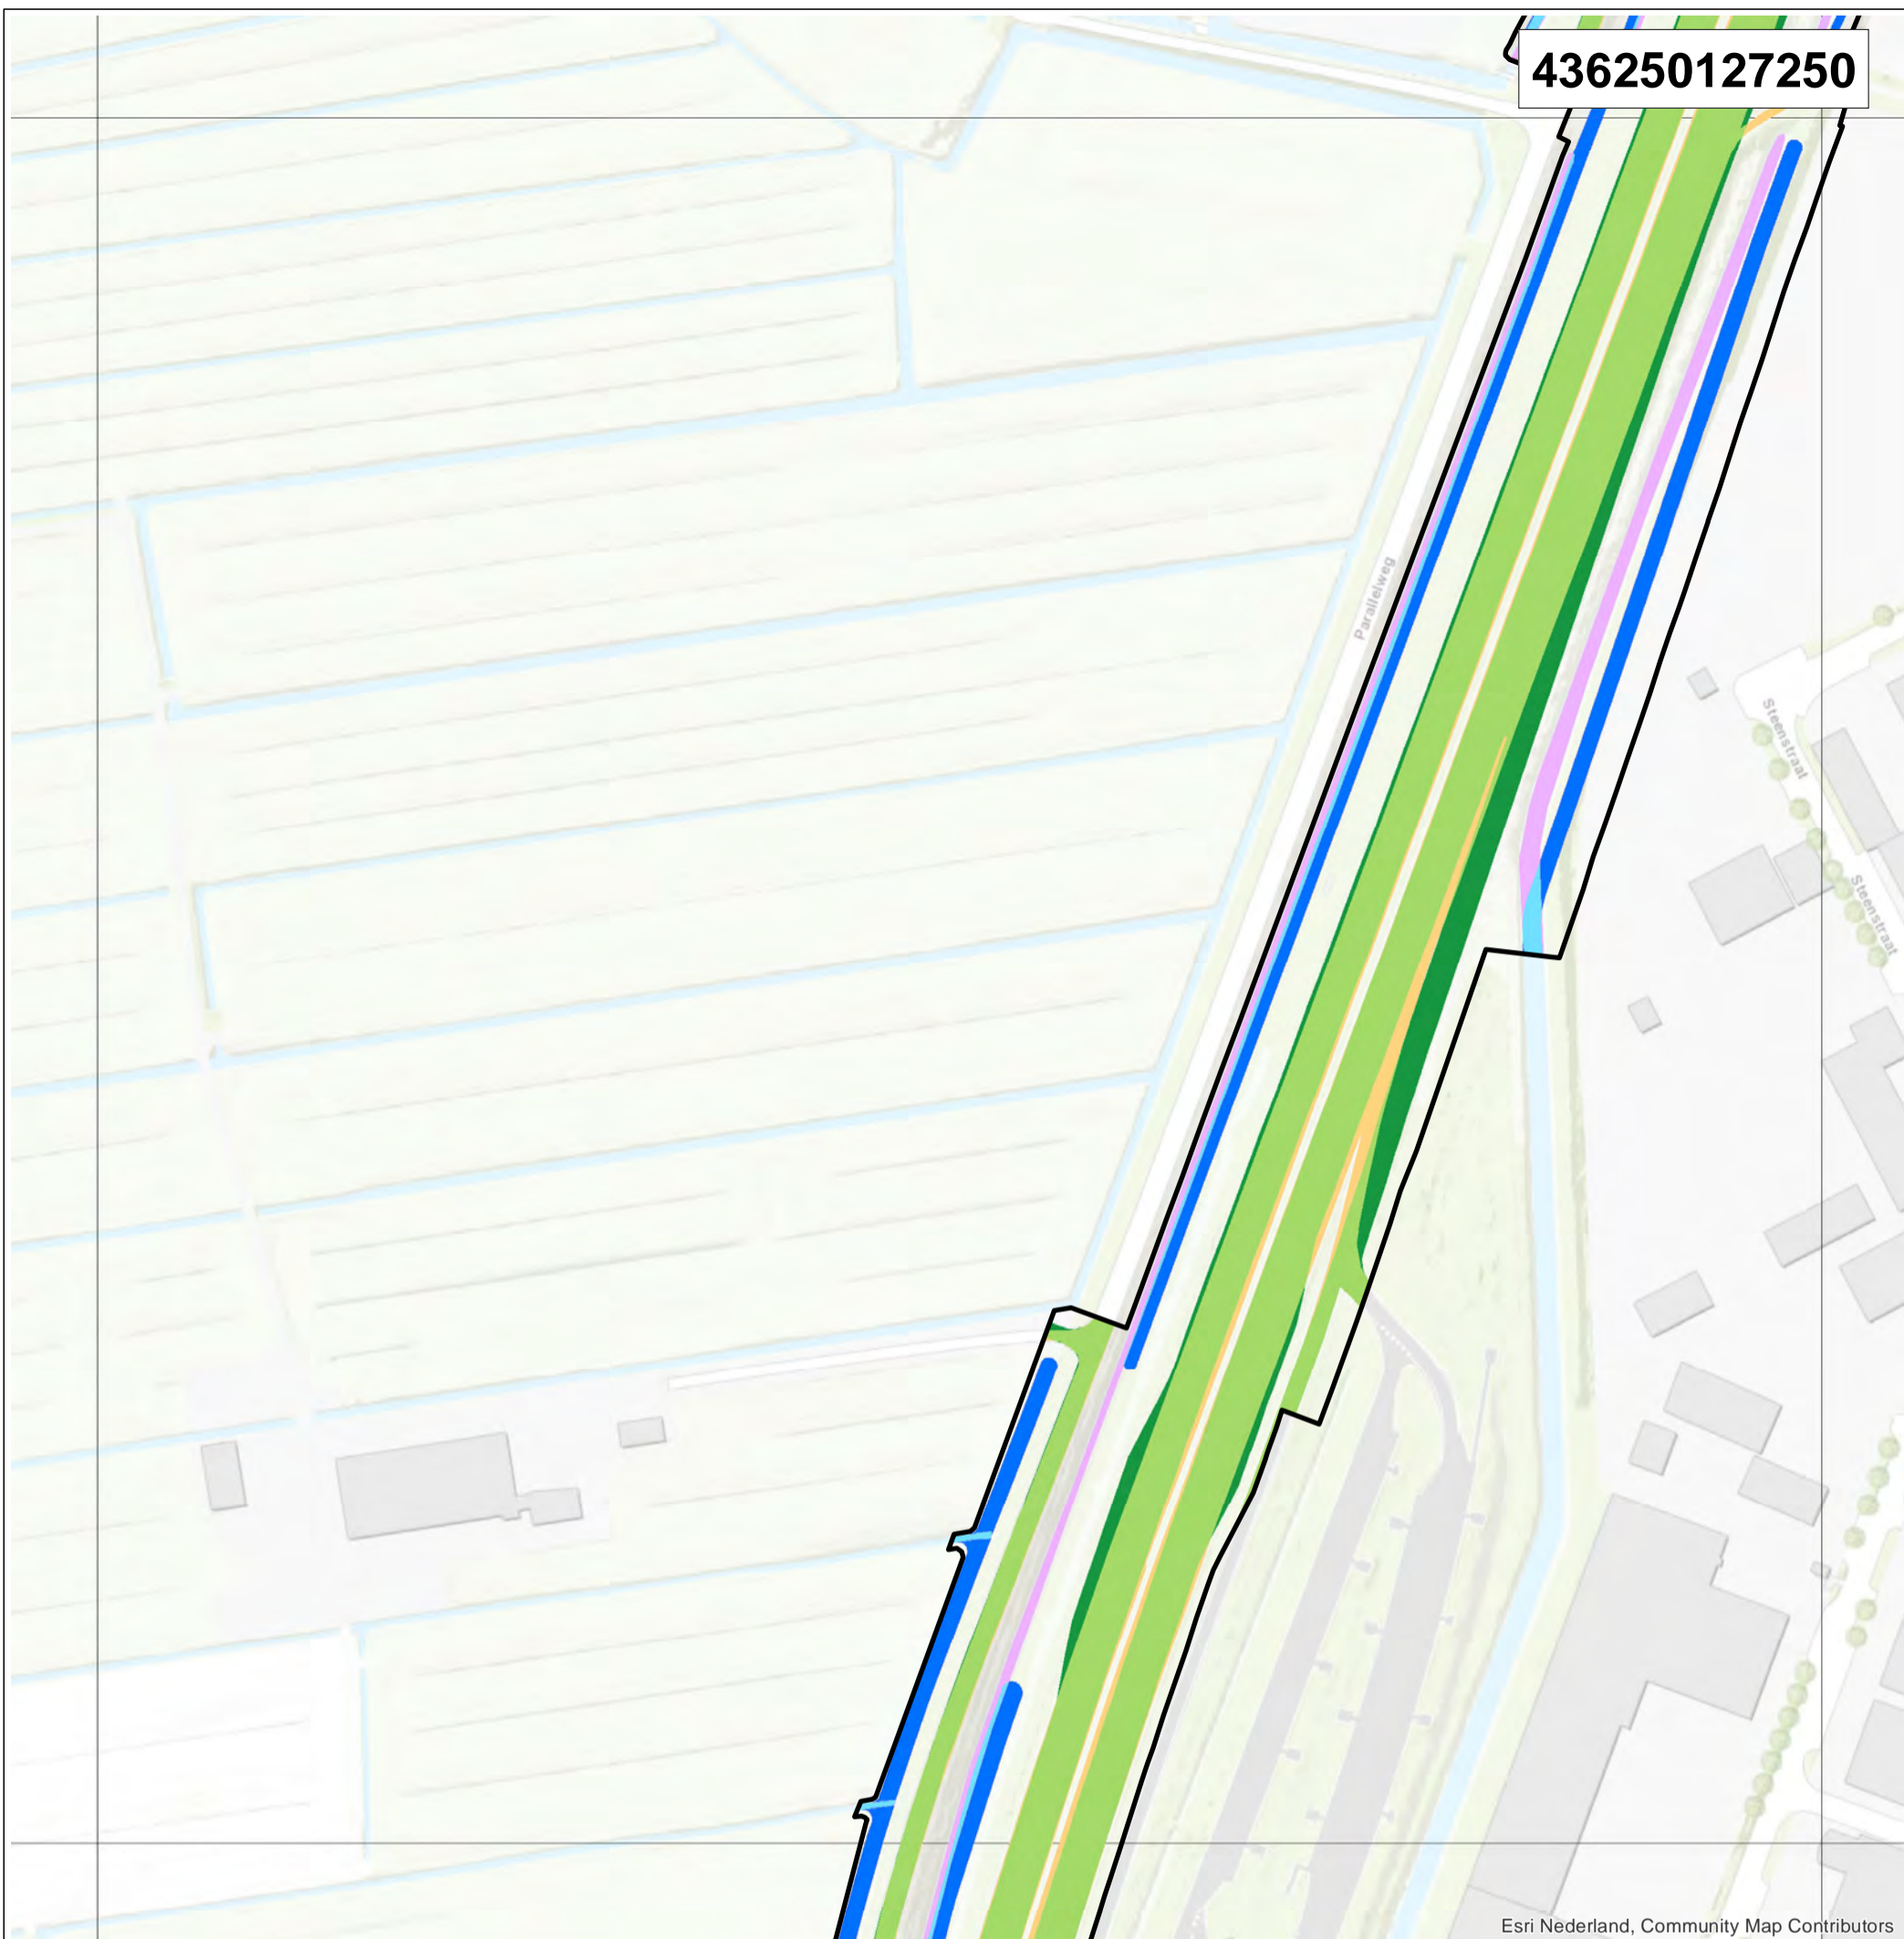 436250127250
Parallelweg
Steenstraat
Steenstraat
Esri Nederland, Community Map Contributors